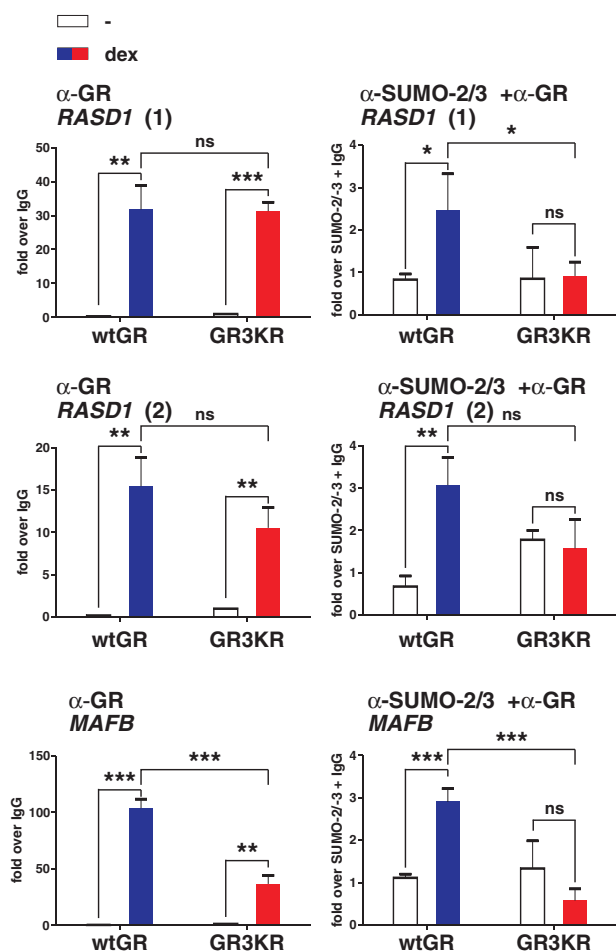 -
dex
α-GR
RASD1 (1)
fold over IgG
50
40
30
20
10
0
**
ns
***
wtGR GR3KR
α-SUMO-2/3 +α-GR
RASD1 (1)
fold over SUMO-2/-3 + IgG
4
3
2
1
0
*
*
ns
wtGR GR3KR
α-GR
RASD1 (2)
fold over IgG
20
15
10
5
0
**
ns
**
wtGR GR3KR
α-SUMO-2/3 +α-GR
RASD1 (2)
fold over SUMO-2/-3 + IgG
4
3
2
1
0
**
ns
ns
wtGR GR3KR
α-GR
MAFB
fold over IgG
150
100
50
0
***
***
**
wtGR GR3KR
α-SUMO-2/3 +α-GR
MAFB
fold over SUMO-2/-3 + IgG
4
3
2
1
0
***
***
ns
wtGR GR3KR